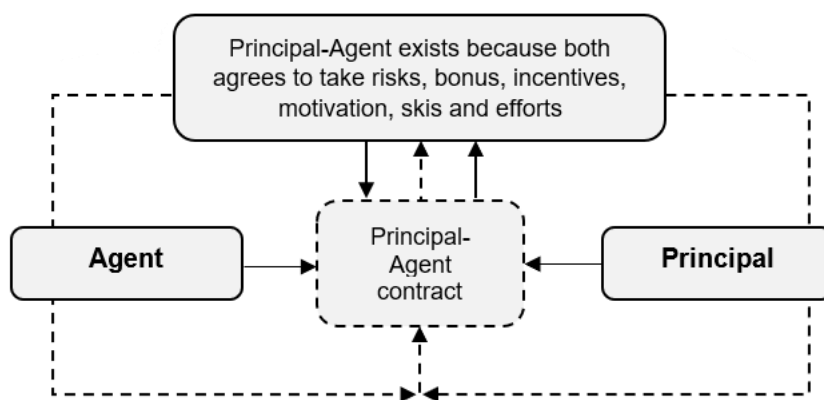 Principal-Agent exists because both
agrees to take risks, bonus, incentives,
motivation, skis and efforts
Agent
Principal-
Agent
contract
Principal